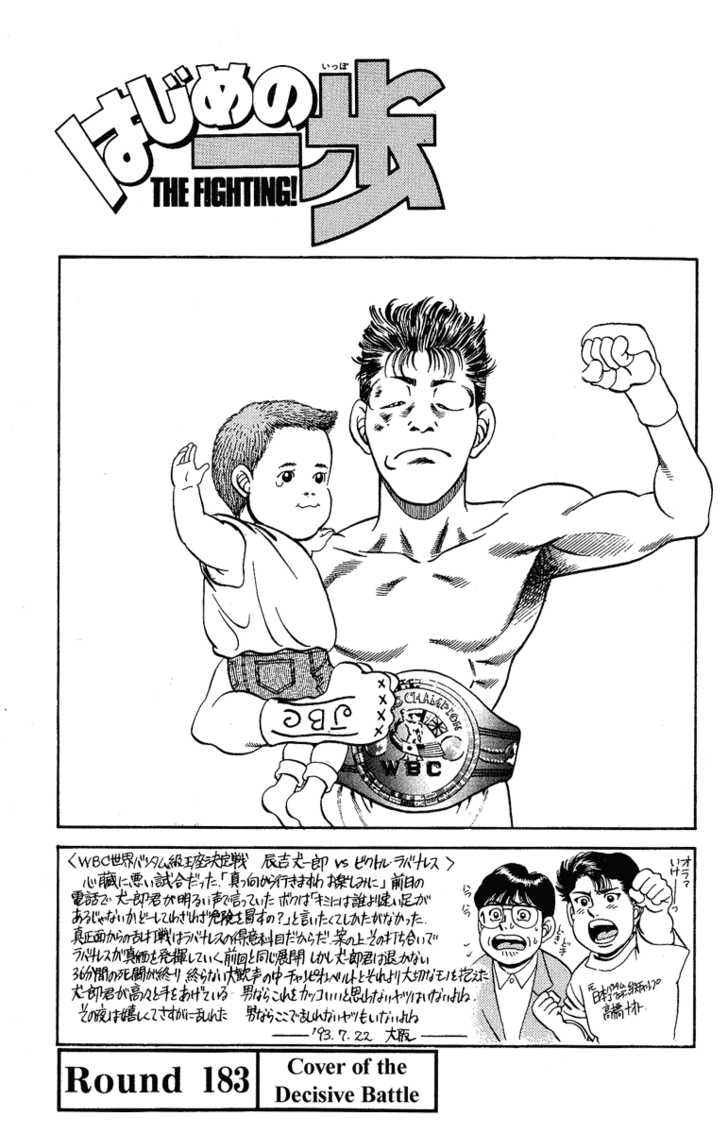 はじめの一歩
いっぽ
THE FIGHTING!
JBC
CHAMPION
WBC
＜WBC世界バンタム級王座決定戦 辰吉丈一郎 vs ビクトル ラバナレス＞
心臓に悪い試合だった.「真っ向から行きますわ お楽しみに」前日の
電話で丈一郎君が明るい声で言っていた ボクは「キミには誰より速い足が
あるじゃないか どーしてわざわざ危険を冒すの?」と言いたくてしかたがなかった.
真正面からの乱打戦はラバナレスの得意科目だからだ. 案の上その打ち合いで
ラバナレスが真価を発揮していく. 前回と同じ展開 しかし丈一郎君は退かない
36分間の死闘が終り 終らない大歓声の中 チャンピオンベルトとそれより大切なモノを抱えた
丈一郎君が高々と手をあげている 男ならこれをカッコいいと思わないヤツはいないよね.
その夜は嬉しくてさすがに乱れた 男ならここで乱れないヤツもいないよね
'93.7.22 大阪
オラァ
いけーっ
元
日本
高橋ナオト
Round 183
Cover of the
Decisive Battle